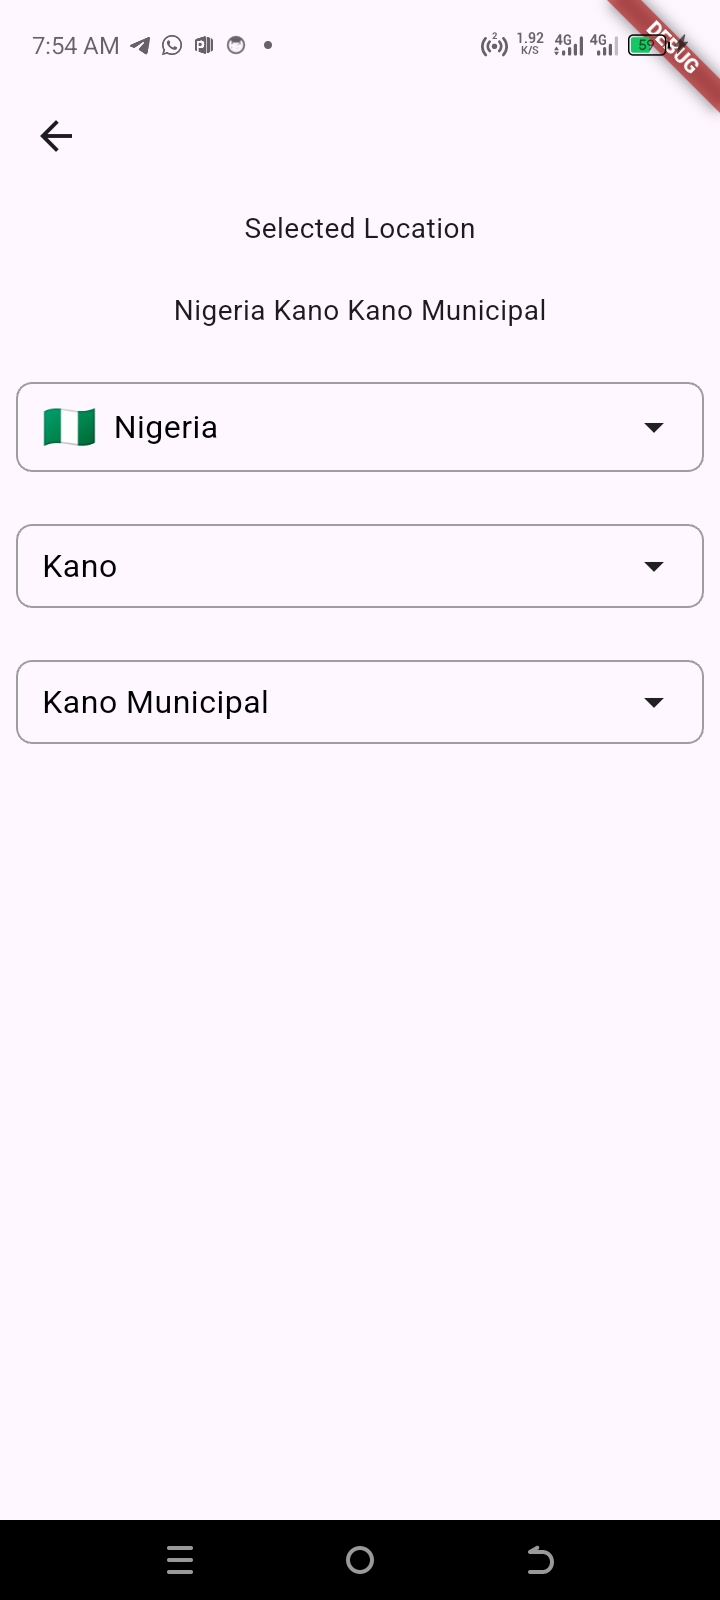 7:54 AM
2
1.92
K/S
4G
4G
59
DEBUG
Selected Location
Nigeria Kano Kano Municipal
Nigeria
Kano
Kano Municipal